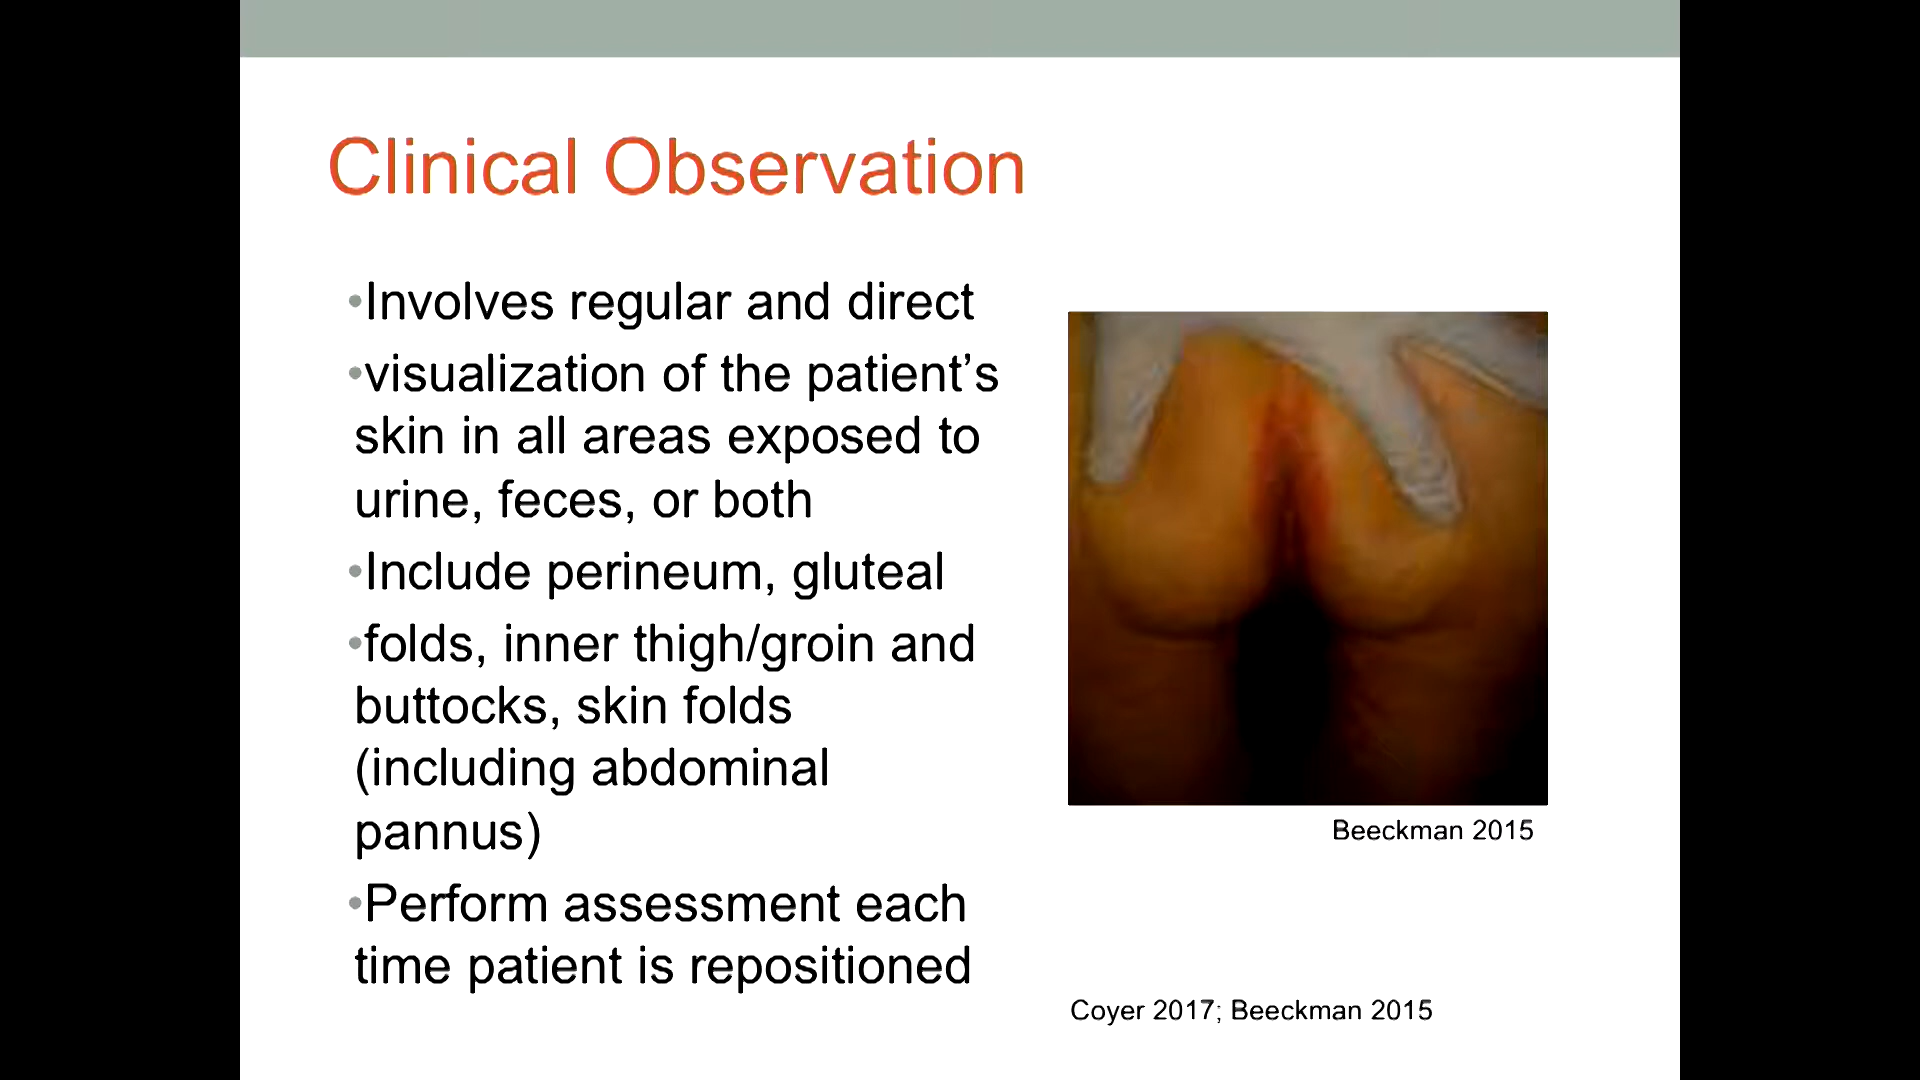 Clinical Observation
•Involves regular and direct
•visualization of the patient’s
skin in all areas exposed to
urine, feces, or both
•Include perineum, gluteal
•folds, inner thigh/groin and
buttocks, skin folds
(including abdominal
pannus)
•Perform assessment each
time patient is repositioned
Beeckman 2015
Coyer 2017; Beeckman 2015